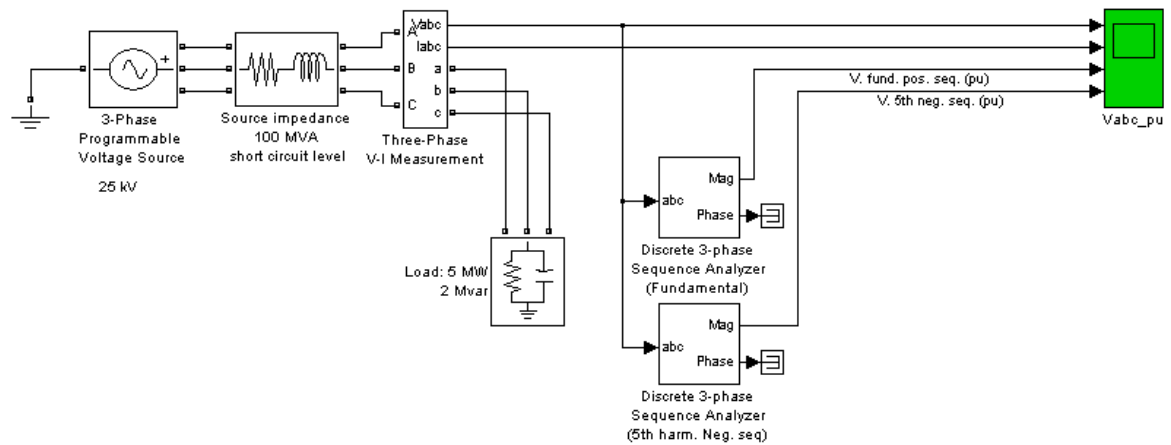 Vabc
Iabc
A
B
C
a
b
c
3-Phase
Programmable
Voltage Source
25 kV
Source impedance
100 MVA
short circuit level
Three-Phase
V-I Measurement
V. fund. pos. seq. (pu)
V. 5th neg. seq. (pu)
Vabc_pu
Load: 5 MW
2 Mvar
abc
Mag
Phase
Discrete 3-phase
Sequence Analyzer
(Fundamental)
abc
Mag
Phase
Discrete 3-phase
Sequence Analyzer
(5th harm. Neg. seq)